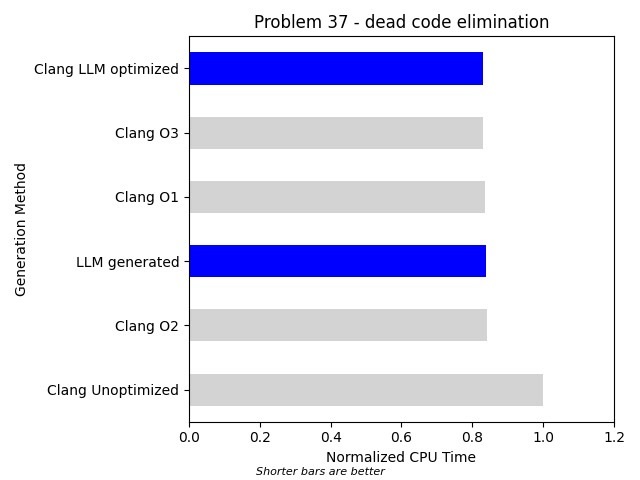 Problem 37 - dead code elimination
Generation Method
Clang LLM optimized
Clang O3
Clang O1
LLM generated
Clang O2
Clang Unoptimized
0.0 0.2 0.4 0.6 0.8 1.0 1.2
Normalized CPU Time
Shorter bars are better